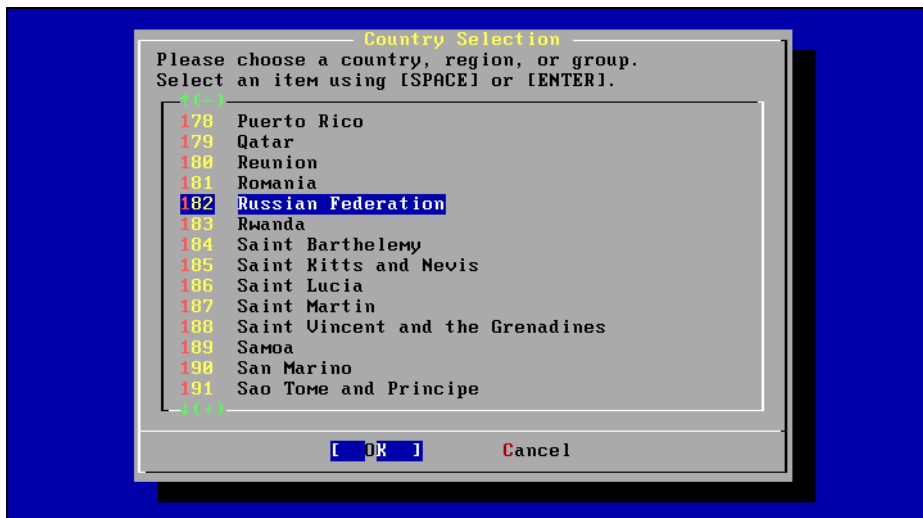 Country Selection
Please choose a country, region, or group.
Select an item using [SPACE] or [ENTER].
↑(-)
178 Puerto Rico
179 Qatar
180 Reunion
181 Romania
182 Russian Federation
183 Rwanda
184 Saint Barthelemy
185 Saint Kitts and Nevis
186 Saint Lucia
187 Saint Martin
188 Saint Vincent and the Grenadines
189 Samoa
190 San Marino
191 Sao Tome and Principe
↓(+)
[ OK ] Cancel